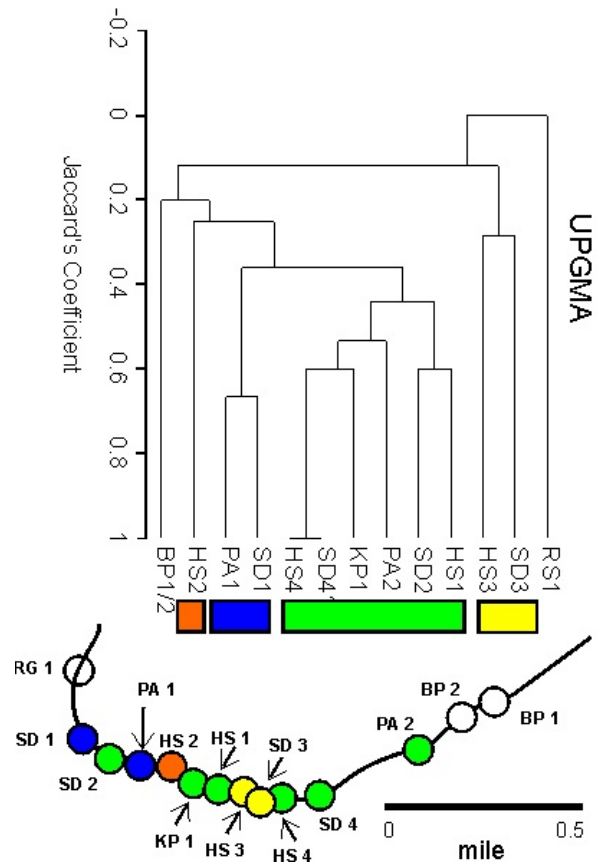 UPGMA
Jaccard's Coefficient
-0.2
0
0.2
0.4
0.6
0.8
1
BP1/2
HS2
PA1
SD1
HS4
SD4
KP1
PA2
SD2
HS1
HS3
SD3
RS1
RG 1
PA 1
SD 1
SD 2
HS 2
HS 1
SD 3
KP 1
HS 3
HS 4
SD 4
PA 2
BP 2
BP 1
0 0.5
mile